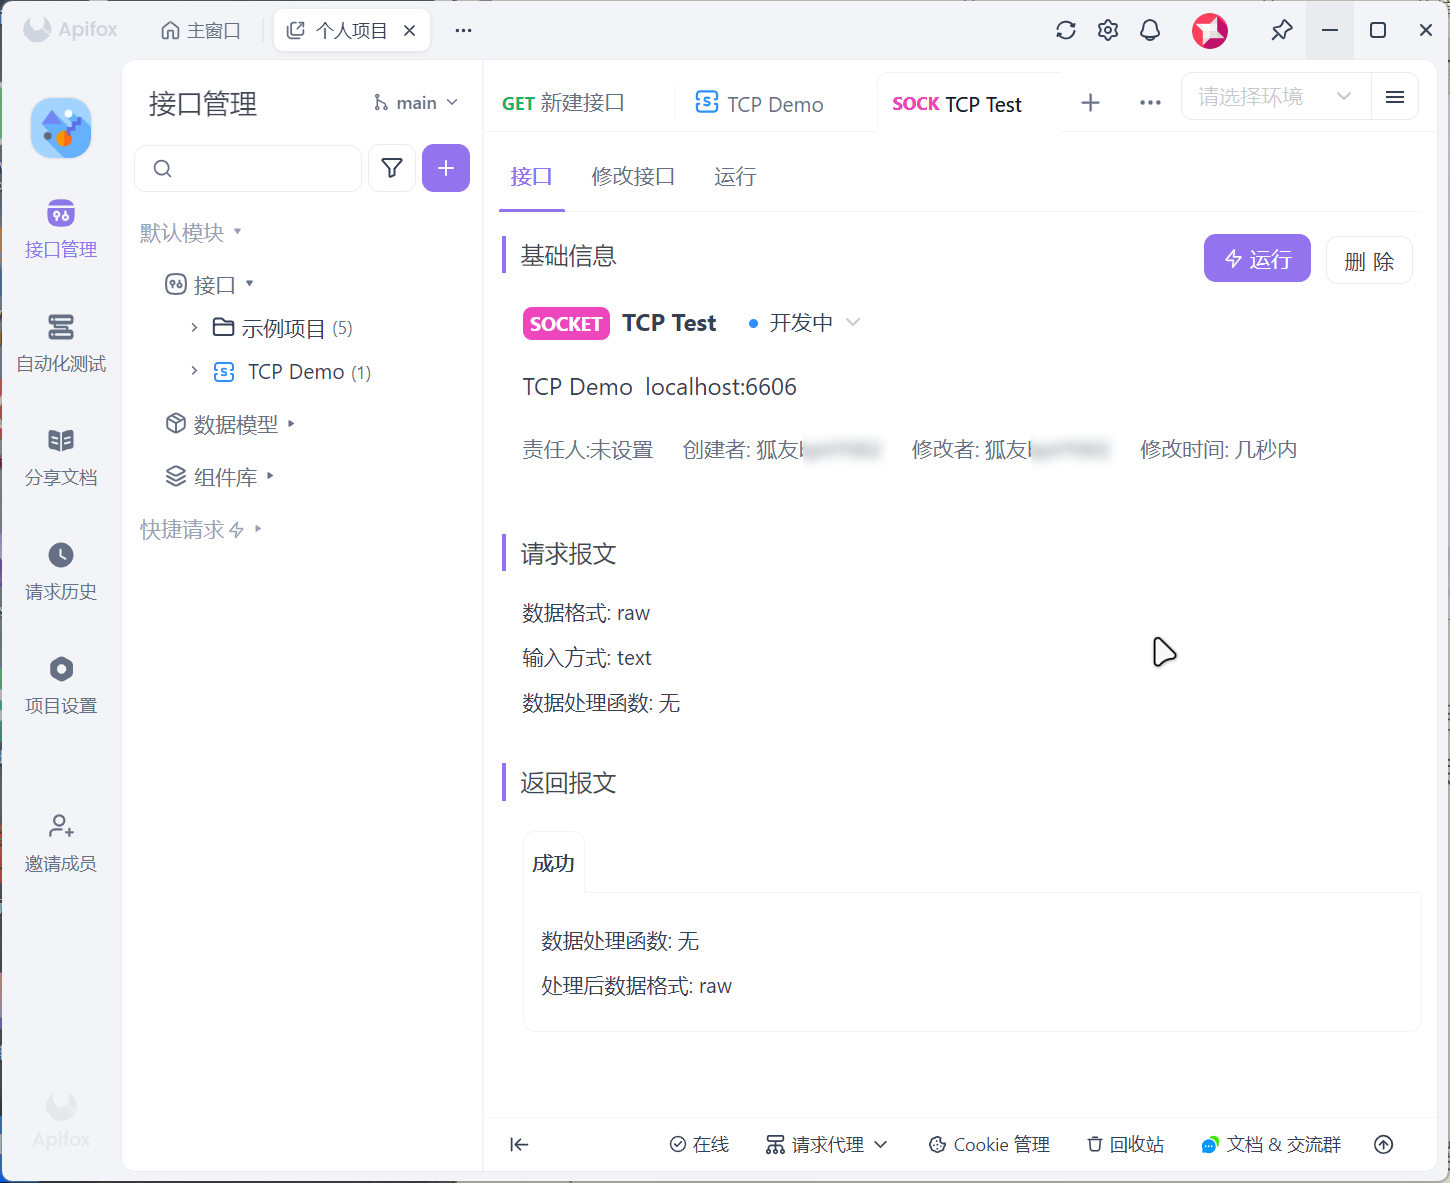 Apifox
主窗口
个人项目
接口管理
main
GET 新建接口
TCP Demo
SOCK TCP Test
请选择环境
接口管理
自动化测试
分享文档
请求历史
项目设置
邀请成员
Apifox
默认模块
接口
示例项目 (5)
TCP Demo (1)
数据模型
组件库
快捷请求
接口
修改接口
运行
基础信息
运行
删 除
SOCKET TCP Test 开发中
TCP Demo localhost:6606
责任人:未设置 创建者: 狐友 修改者: 狐友 修改时间: 几秒内
请求报文
数据格式: raw
输入方式: text
数据处理函数: 无
返回报文
成功
数据处理函数: 无
处理后数据格式: raw
在线
请求代理
Cookie 管理
回收站
文档 & 交流群